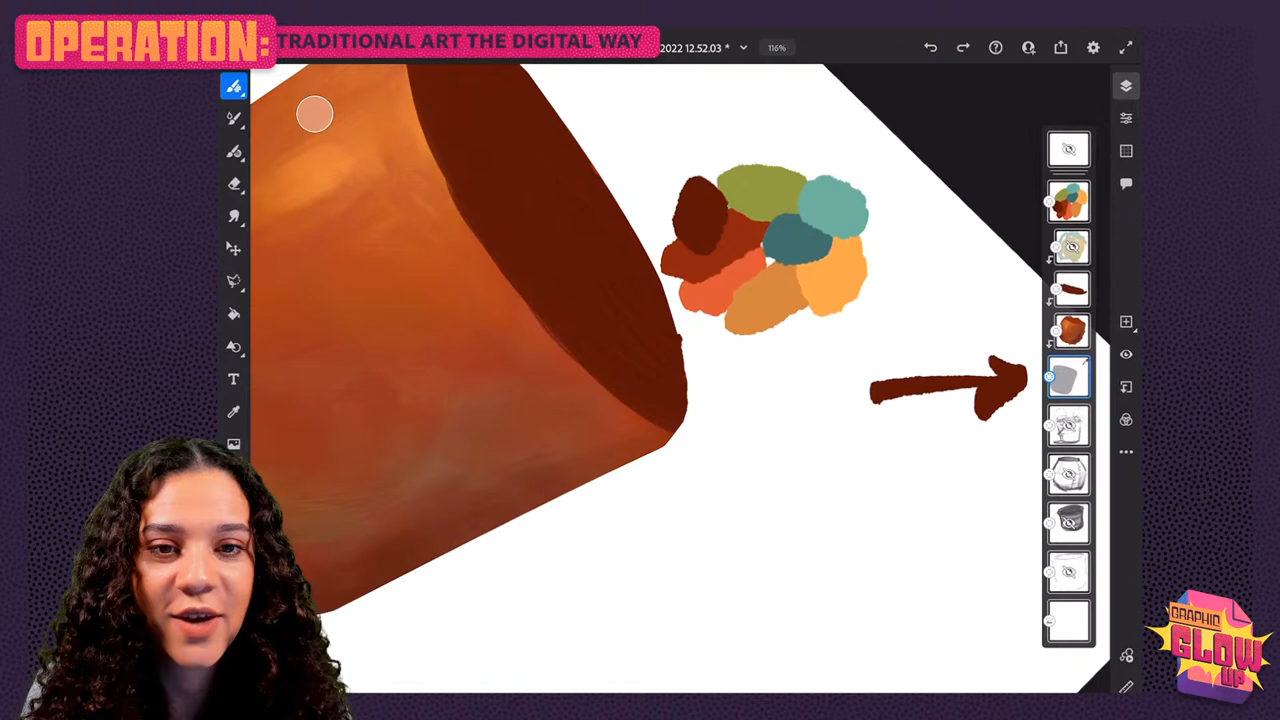 OPERATION:
TRADITIONAL ART THE DIGITAL WAY
2022 12.52.03 *
116%
T
GRAPHIC
GLOW
UP